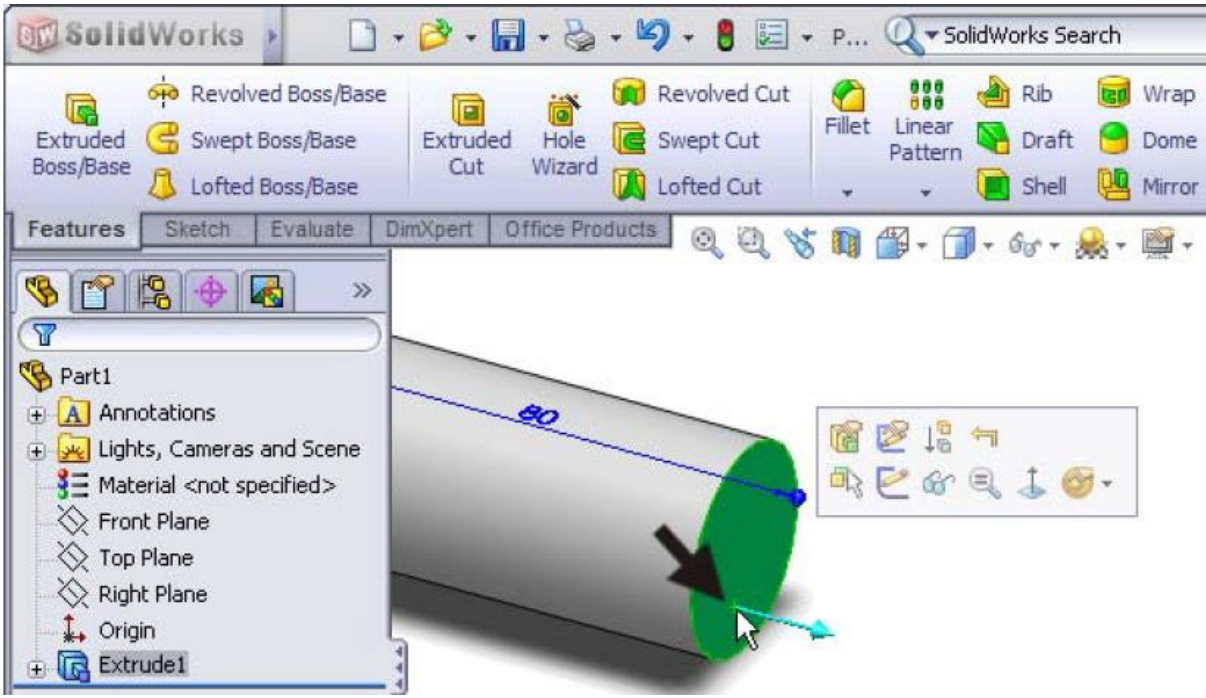 SolidWorks P... SolidWorks Search
Extruded Boss/Base
Revolved Boss/Base
Swept Boss/Base
Lofted Boss/Base
Extruded Cut
Hole Wizard
Revolved Cut
Swept Cut
Lofted Cut
Fillet
Linear Pattern
Rib
Draft
Shell
Wrap
Dome
Mirror
Features Sketch Evaluate DimXpert Office Products
Part1
A Annotations
Lights, Cameras and Scene
Material <not specified>
Front Plane
Top Plane
Right Plane
Origin
Extrude1
80